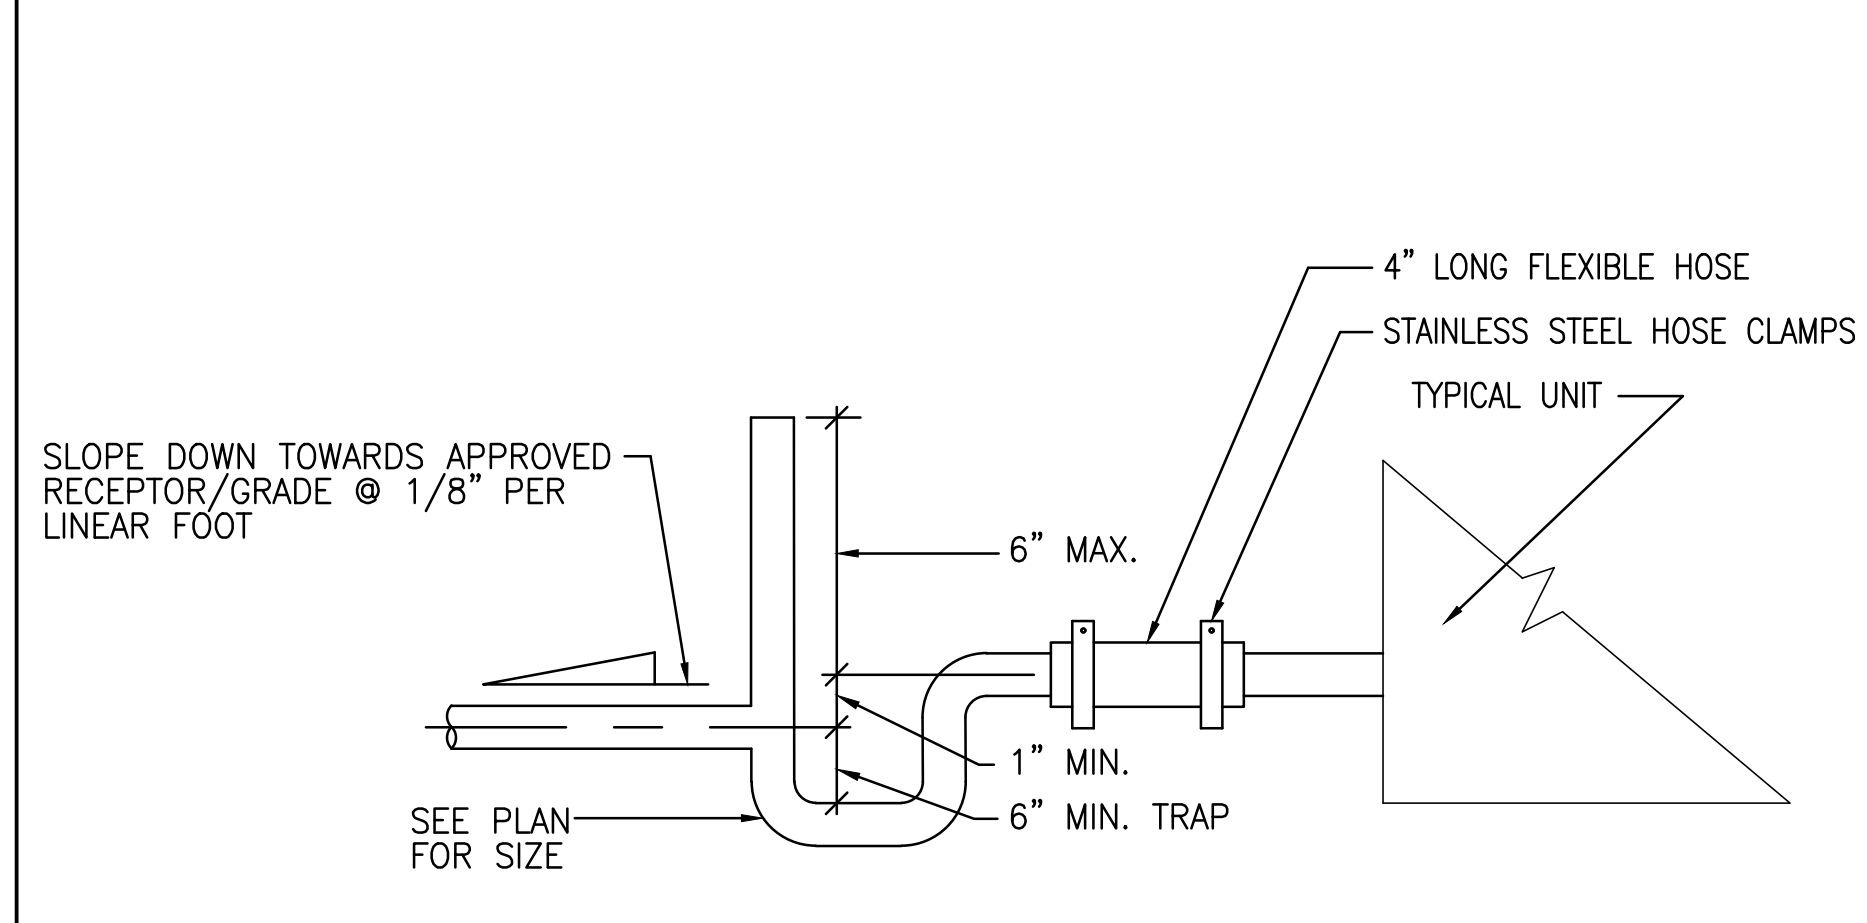 4” LONG FLEXIBLE HOSE
STAINLESS STEEL HOSE CLAMPS
TYPICAL UNIT
SLOPE DOWN TOWARDS APPROVED
RECEPTOR/GRADE @ 1/8” PER
LINEAR FOOT
6” MAX.
1” MIN.
6” MIN. TRAP
SEE PLAN
FOR SIZE